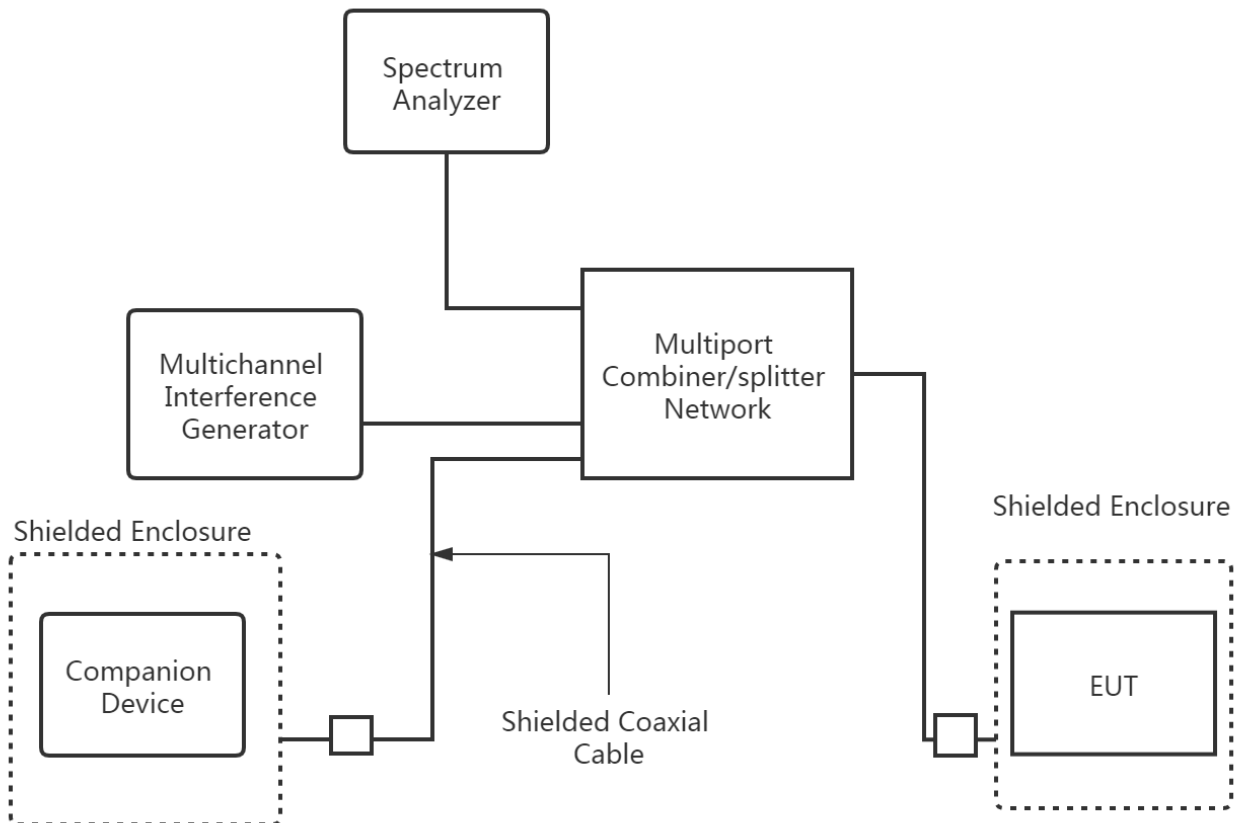 Spectrum
Analyzer
Multiport
Combiner/splitter
Network
Multichannel
Interference
Generator
Shielded Enclosure
Shielded Enclosure
Companion
Device
EUT
Shielded Coaxial
Cable